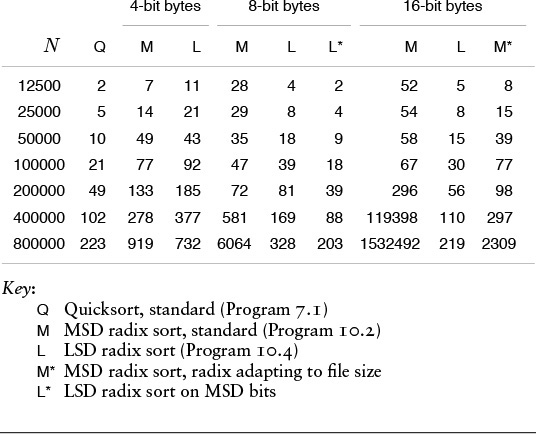 4-bit bytes 8-bit bytes 16-bit bytes
N Q M L M L L* M L M*
12500 2 7 11 28 4 2 52 5 8
25000 5 14 21 29 8 4 54 8 15
50000 10 49 43 35 18 9 58 15 39
100000 21 77 92 47 39 18 67 30 77
200000 49 133 185 72 81 39 296 56 98
400000 102 278 377 581 169 88 119398 110 297
800000 223 919 732 6064 328 203 1532492 219 2309
Key:
Q Quicksort, standard (Program 7.1)
M MSD radix sort, standard (Program 10.2)
L LSD radix sort (Program 10.4)
M* MSD radix sort, radix adapting to file size
L* LSD radix sort on MSD bits